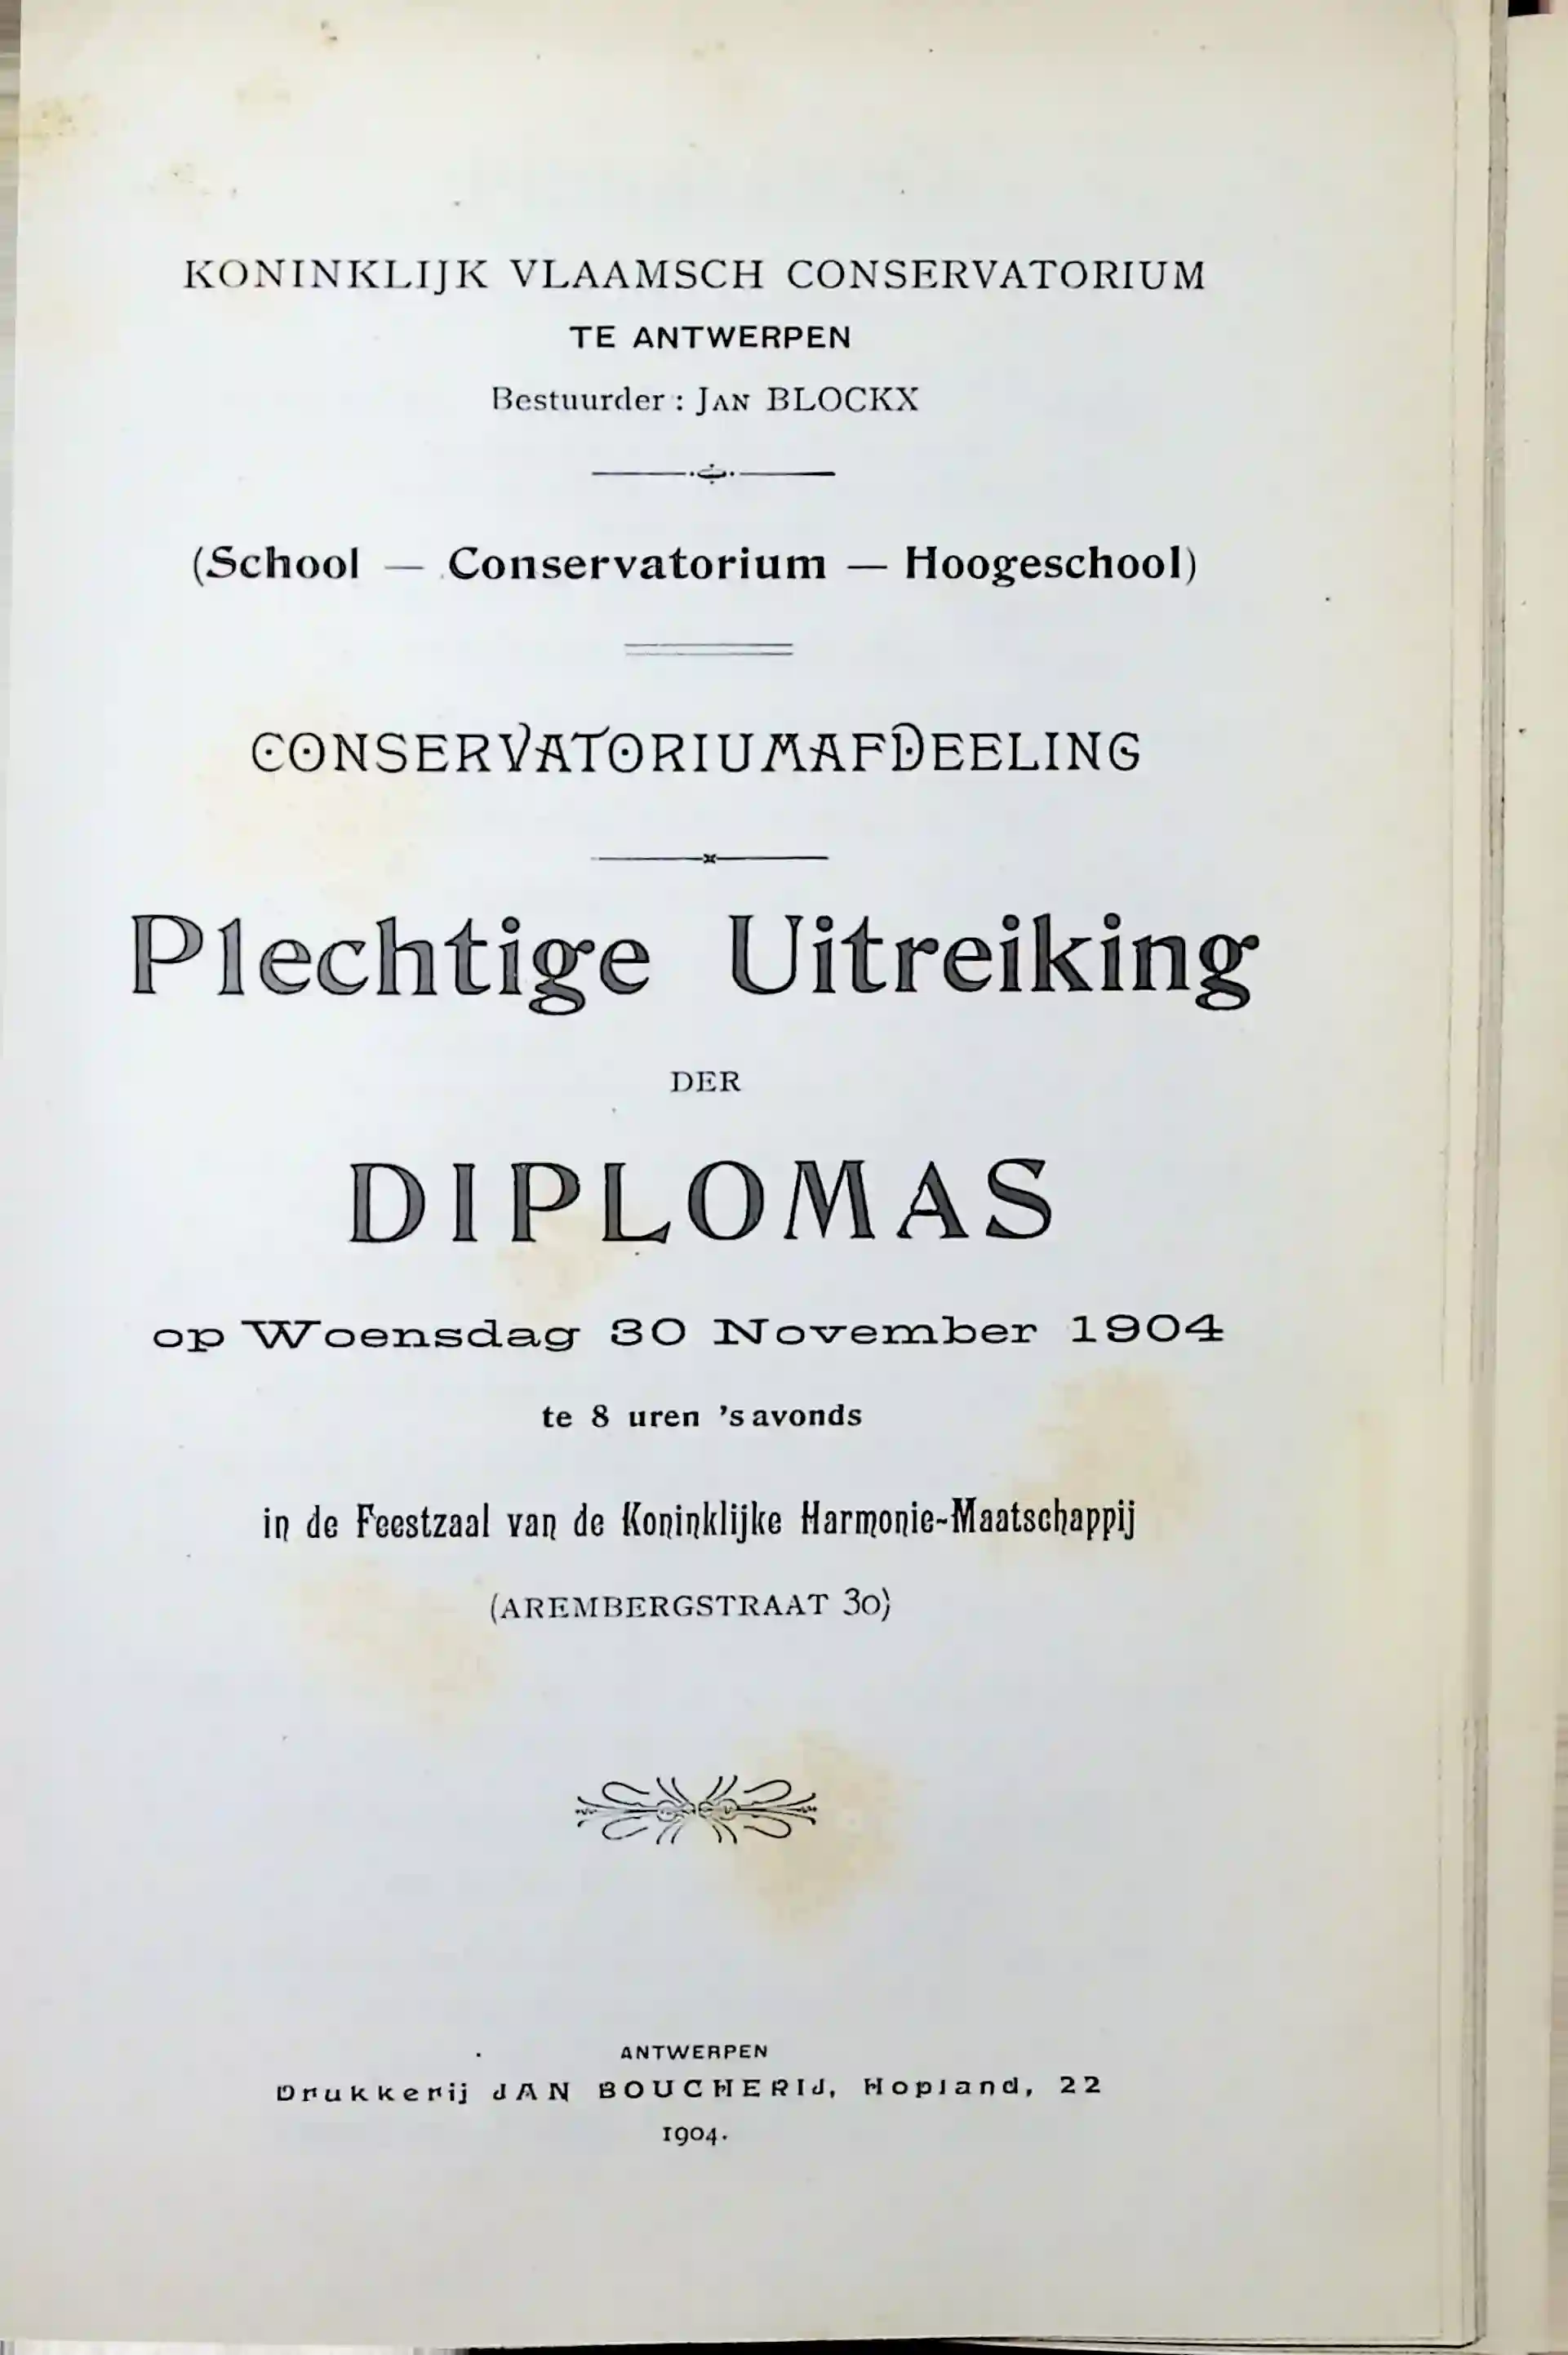 KONINKLIJK VLAAMSCH CONSERVATORIUM
TE ANTWERPEN
Bestuurder : JAN BLOCKX
(School — Conservatorium — Hoogeschool)
CONSERVATORIUMAFDEELING
Plechtige Uitreiking
DER
DIPLOMAS
op Woensdag 30 November 1904
te 8 uren 's avonds
in de Feestzaal van de Koninklijke Harmonie-Maatschappij
(AREMBERGSTRAAT 30)
ANTWERPEN
Drukkerij JAN BOUCHERIJ, Hopland, 22
1904.